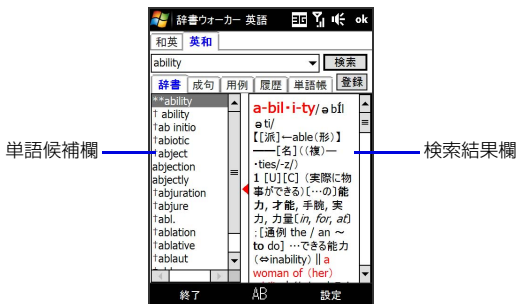 辞書ウォーカー 英語 3G ok
和英 英和
ability 検索
辞書 成句 用例 履歴 単語帳 登録
**ability
† ability
†ab initio
†abiotic
*abject
abjection
abjectly
†abjuration
†abjure
†abl.
†ablation
†ablative
†ablaut
a-bil・i-ty/əbíl
əti/
【[派]←able(形)】
━━[名](（複)―
・ties/-z/)
1 [U][C] (実際に物
事ができる)[…の]能
力, 才能, 手腕, 実
力, 力量〔in, for, at〕
:[通例 the / an ～
to do] …できる能力
(⇔inability) ‖ a
woman of (her)
単語候補欄
検索結果欄
終了 AB 設定